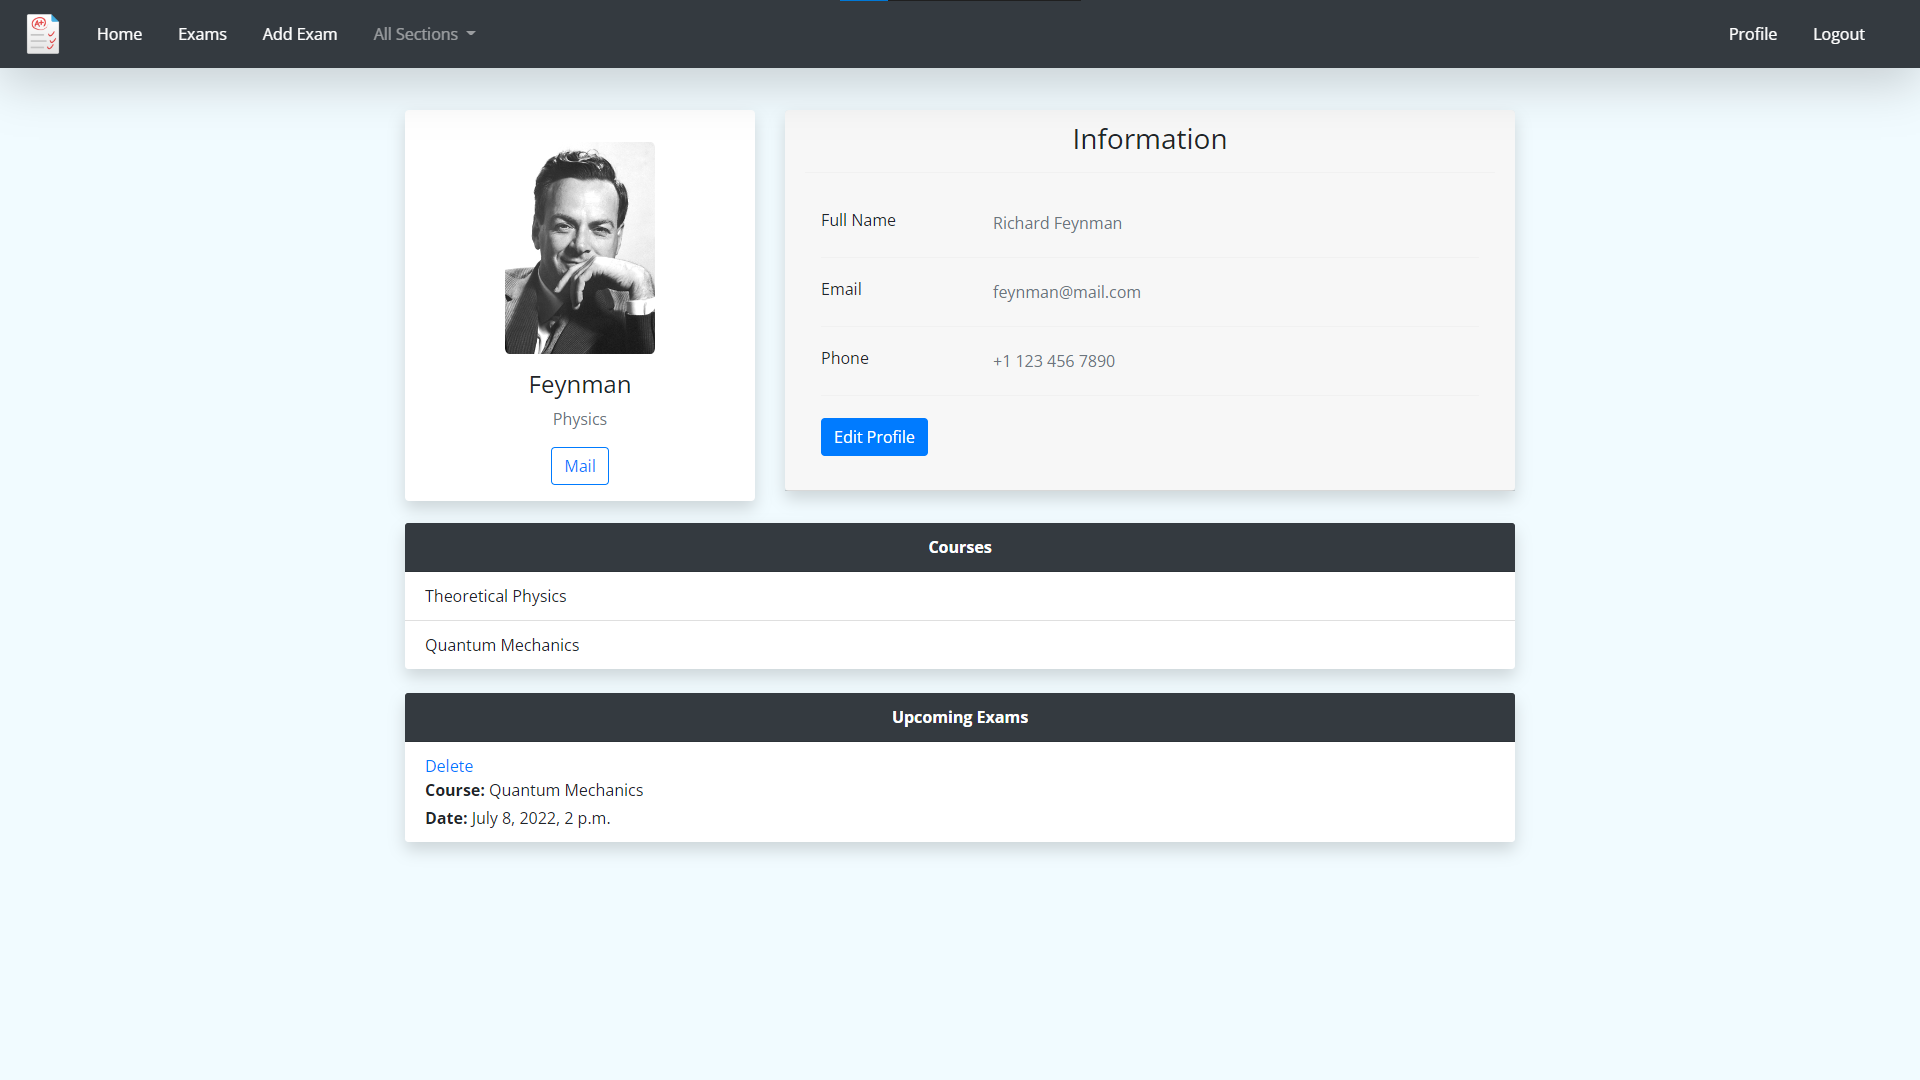 A+
Home
Exams
Add Exam
All Sections
Profile
Logout
Feynman
Physics
Mail
Information
Full Name
Richard Feynman
Email
feynman@mail.com
Phone
+1 123 456 7890
Edit Profile
Courses
Theoretical Physics
Quantum Mechanics
Upcoming Exams
Delete
Course: Quantum Mechanics
Date: July 8, 2022, 2 p.m.